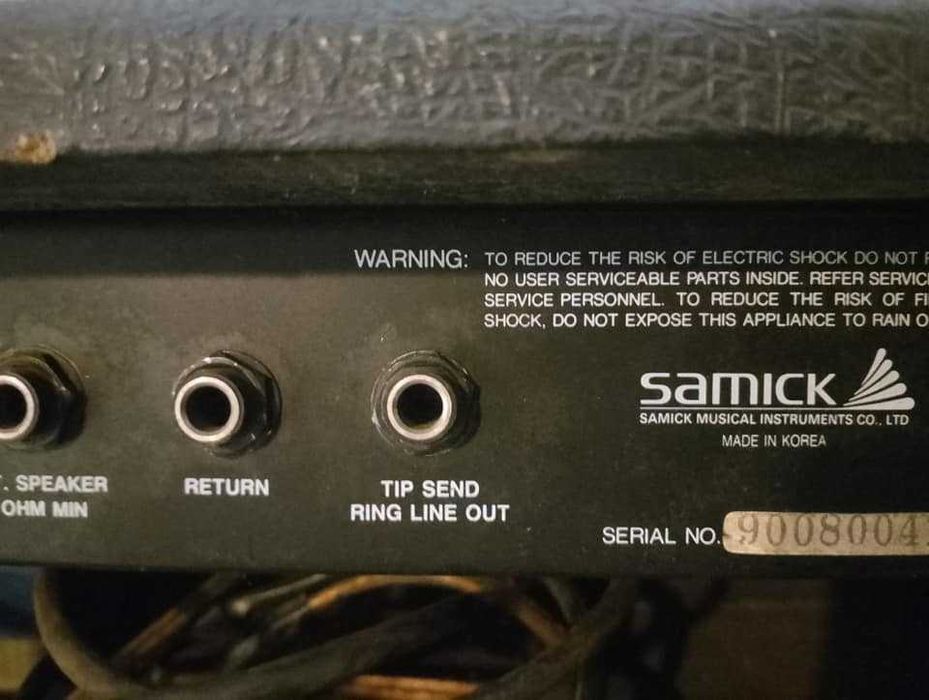 WARNING: TO REDUCE THE RISK OF ELECTRIC SHOCK DO NOT
NO USER SERVICEABLE PARTS INSIDE. REFER
SERVICE PERSONNEL. TO REDUCE THE RISK OF
SHOCK, DO NOT EXPOSE THIS APPLIANCE TO RAIN
samick
SAMICK MUSICAL INSTRUMENTS CO., LTD
MADE IN KOREA
SPEAKER
OHM MIN
RETURN
TIP SEND
RING LINE OUT
SERIAL NO. 9008004